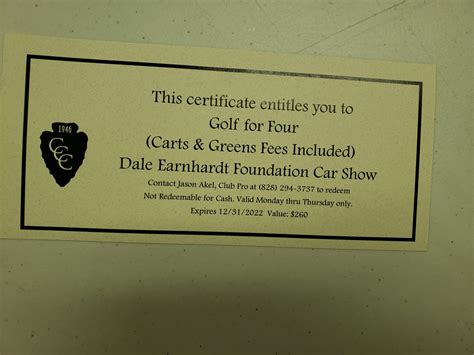 This certificate entitles you to
Golf for Four
(Carts & Greens Fees Included)
Dale Earnhardt Foundation Car Show
Contact Jason Akel, Club Pro at (828) 294-3737 to redeem
Not Redeemable for Cash. Valid Monday thru Thursday only.
Expires 12/31/2022 Value: $260
1946
CCC